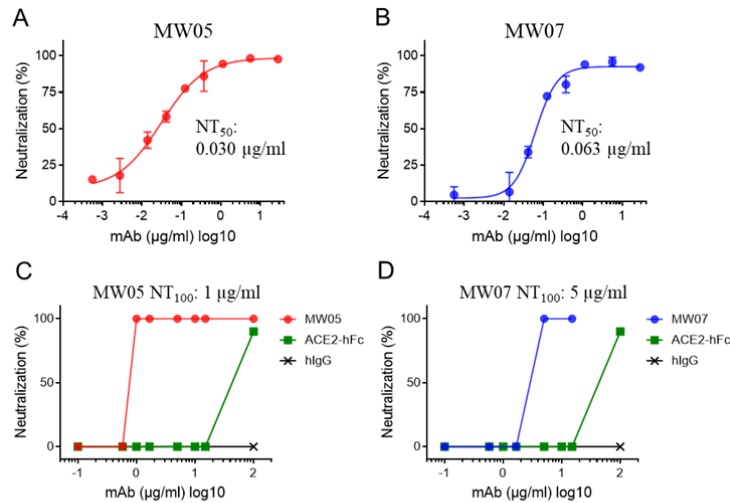 A
MW05
Neutralization (%)
100
75
50
25
0
NT50:
0.030 µg/ml
-4
-3
-2
-1
0
1
2
mAb (µg/ml) log10
B
MW07
Neutralization (%)
100
75
50
25
0
NT50:
0.063 µg/ml
-4
-3
-2
-1
0
1
2
mAb (µg/ml) log10
C
MW05 NT100: 1 µg/ml
Neutralization (%)
100
50
0
MW05
ACE2-hFc
hIgG
-1
0
1
2
mAb (µg/ml) log10
D
MW07 NT100: 5 µg/ml
Neutralization (%)
100
50
0
MW07
ACE2-hFc
hIgG
-1
0
1
2
mAb (µg/ml) log10